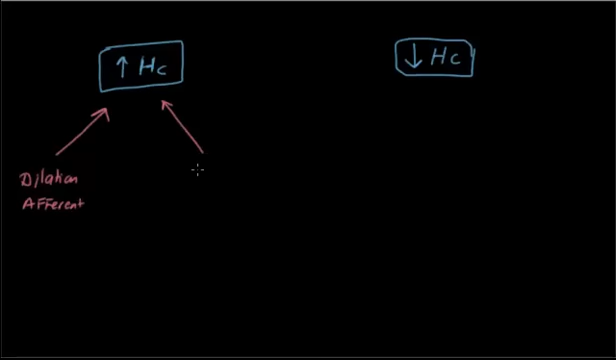 ↑ Hc
↓ Hc
Dilation
Afferent